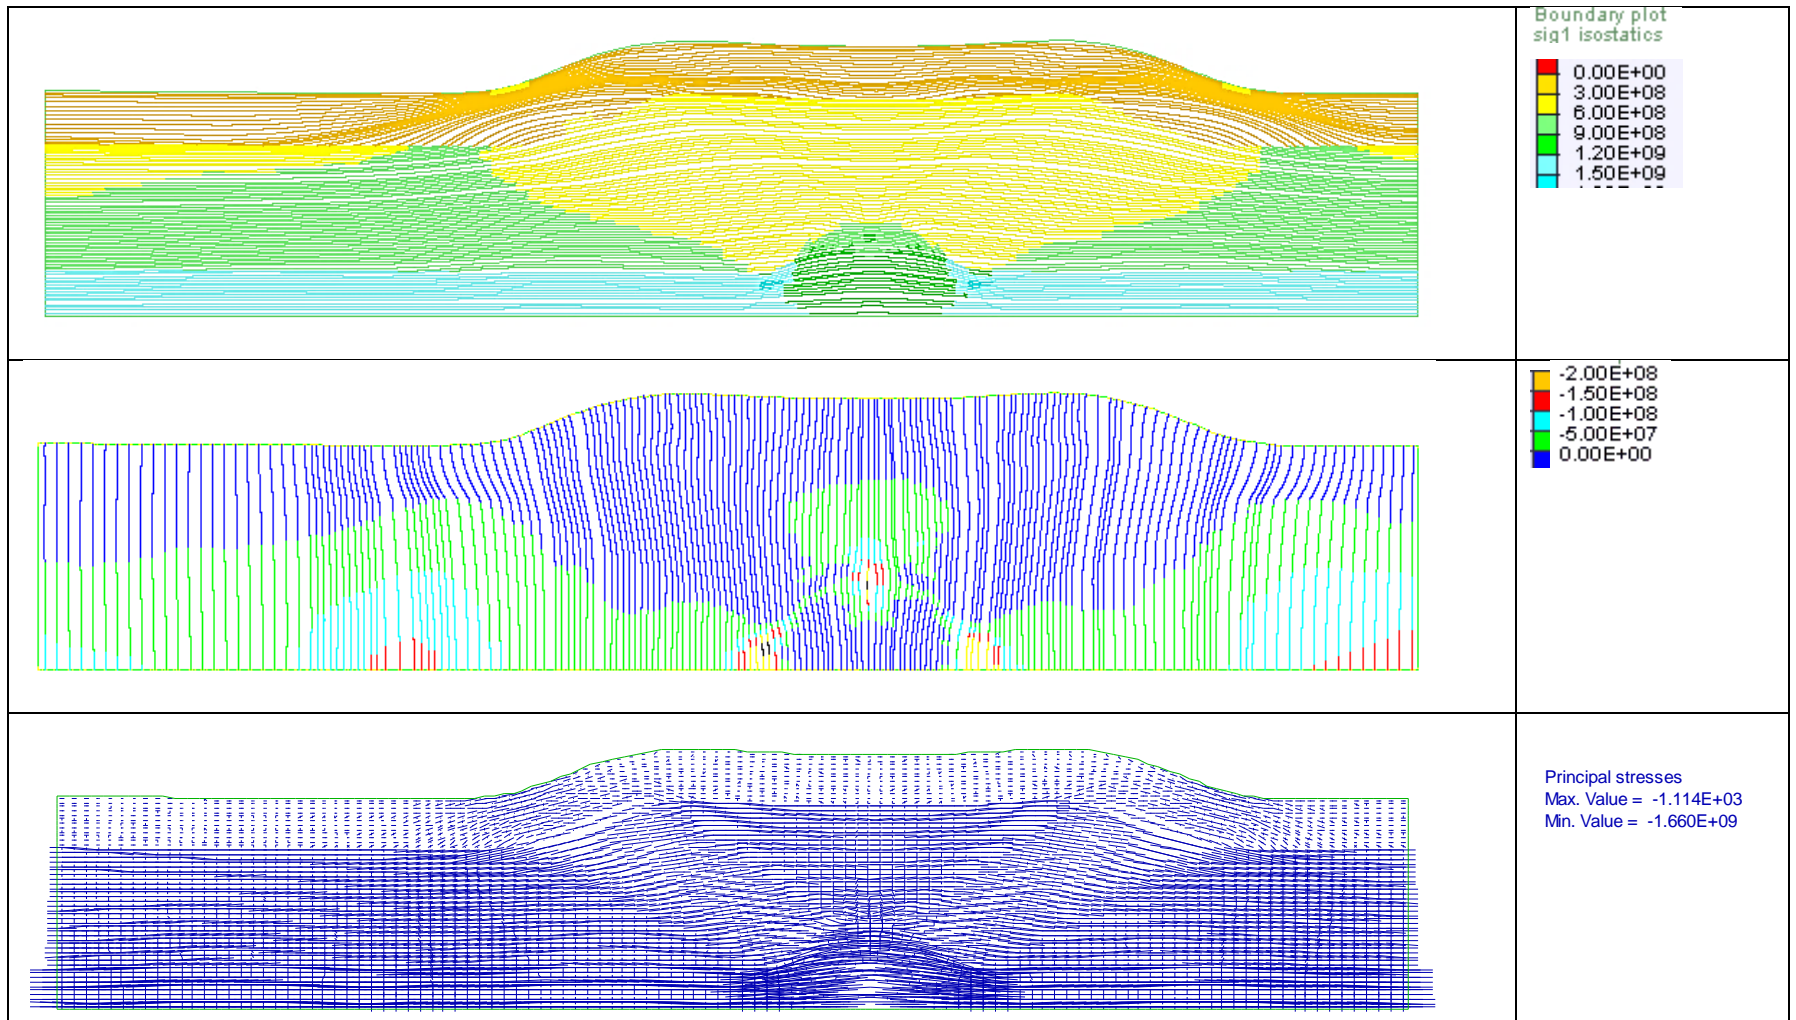 Boundary plot
sig1 isostatics
0.00E+00
3.00E+08
6.00E+08
9.00E+08
1.20E+09
1.50E+09
-2.00E+08
-1.50E+08
-1.00E+08
-5.00E+07
0.00E+00
Principal stresses
Max. Value = -1.114E+03
Min. Value = -1.660E+09